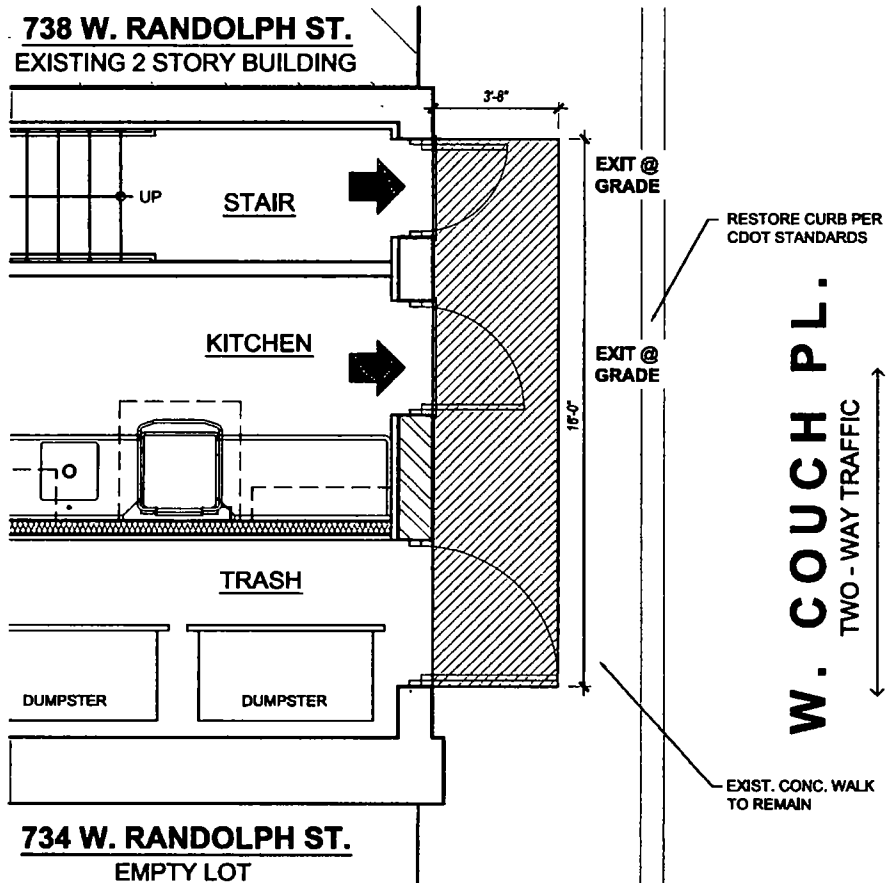 738 W. RANDOLPH ST.
EXISTING 2 STORY BUILDING
3'-8"
UP
STAIR
EXIT @
GRADE
RESTORE CURB PER
CDOT STANDARDS
KITCHEN
EXIT @
GRADE
16'-0"
W. COUCH PL.
TWO - WAY TRAFFIC
TRASH
DUMPSTER
DUMPSTER
EXIST. CONC. WALK
TO REMAIN
734 W. RANDOLPH ST.
EMPTY LOT